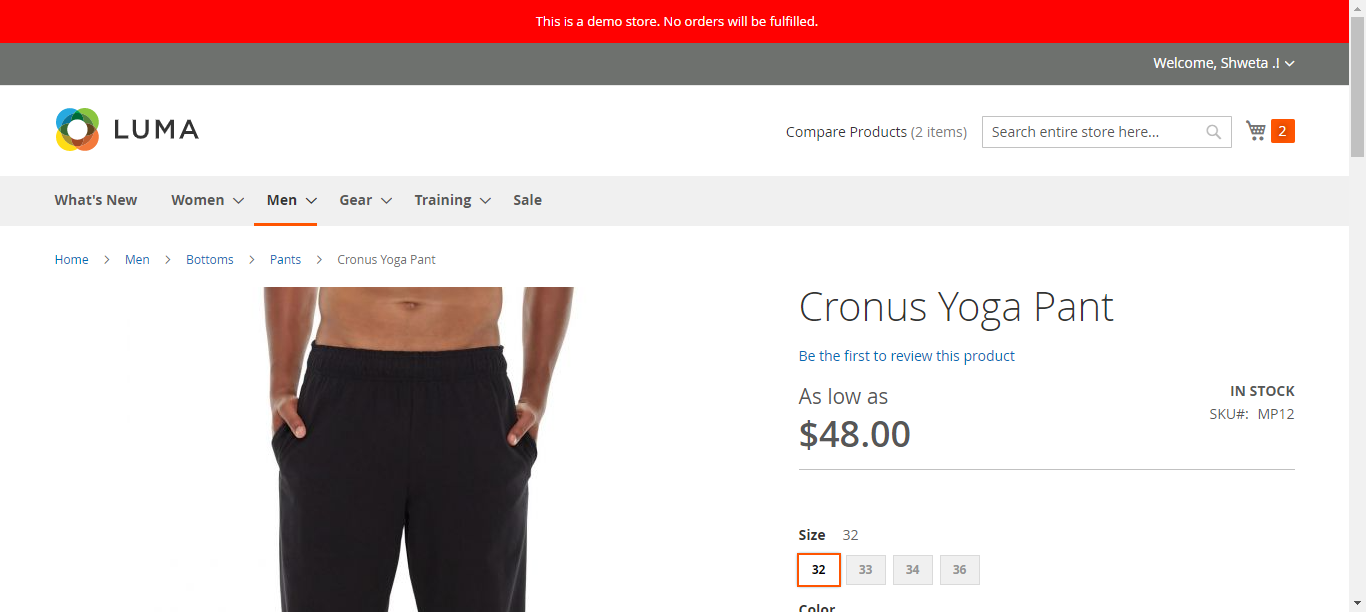 This is a demo store. No orders will be fulfilled.
Welcome, Shweta .!
LUMA
Compare Products (2 items)
Search entire store here...
2
What's New Women Men Gear Training Sale
Home Men Bottoms Pants Cronus Yoga Pant
Cronus Yoga Pant
Be the first to review this product
As low as
$48.00
IN STOCK
SKU#: MP12
Size 32
32 33 34 36
Color